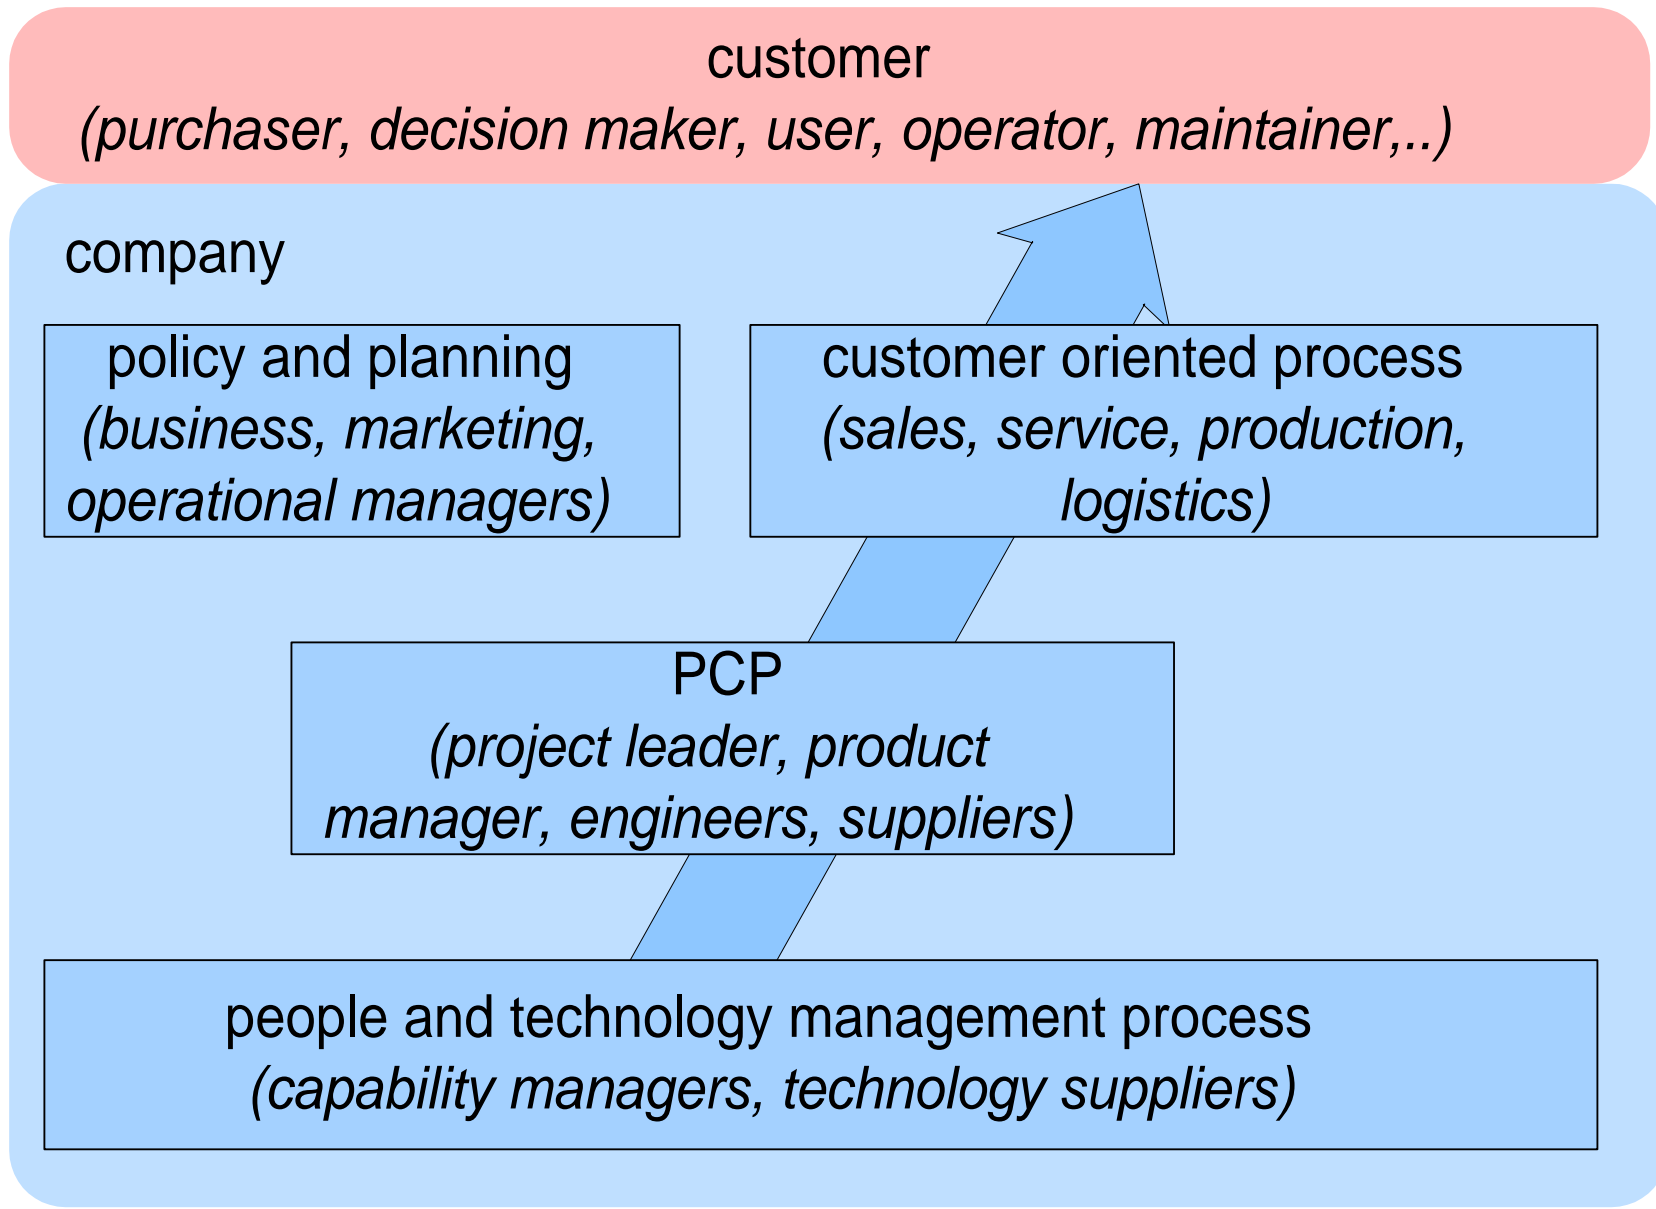 customer
(purchaser, decision maker, user, operator, maintainer,..)
company
policy and planning
(business, marketing,
operational managers)
customer oriented process
(sales, service, production,
logistics)
PCP
(project leader, product
manager, engineers, suppliers)
people and technology management process
(capability managers, technology suppliers)